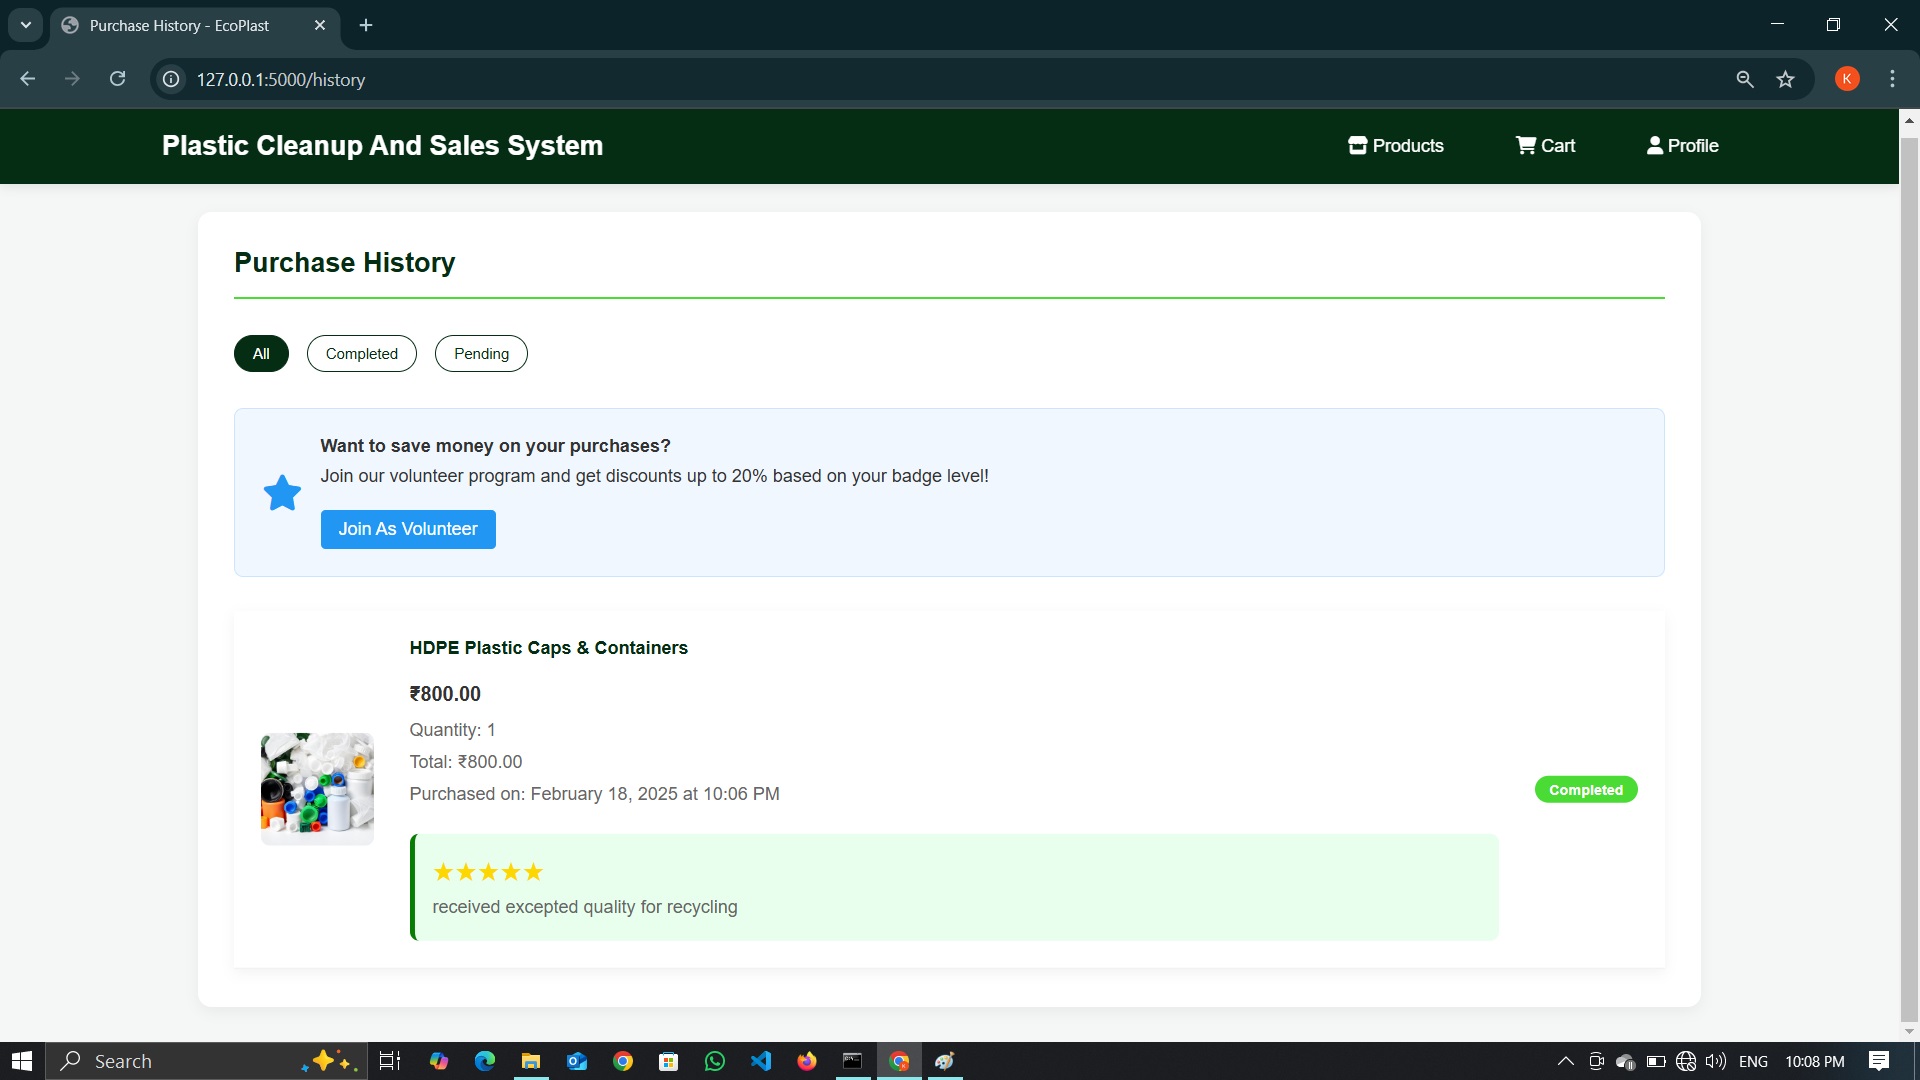 Purchase History - EcoPlast
127.0.0.1:5000/history
K
Plastic Cleanup And Sales System
Products
Cart
Profile
Purchase History
All
Completed
Pending
Want to save money on your purchases?
Join our volunteer program and get discounts up to 20% based on your badge level!
Join As Volunteer
HDPE Plastic Caps & Containers
₹800.00
Quantity: 1
Total: ₹800.00
Purchased on: February 18, 2025 at 10:06 PM
Completed
★★★★★
received excepted quality for recycling
Search
ENG
10:08 PM